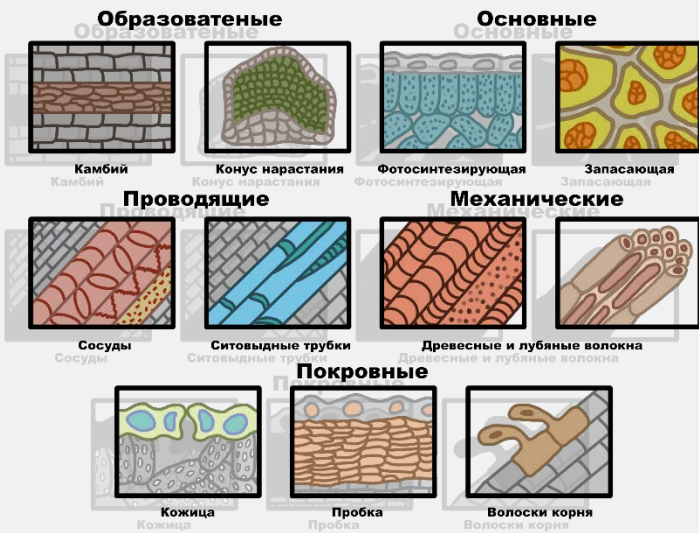 Образоватеные
Основные
Камбий
Конус нарастания
Фотосинтезирующая
Запасающая
Проводящие
Механические
Сосуды
Ситовыдные трубки
Древесные и лубяные волокна
Покровные
Кожица
Пробка
Волоски корня